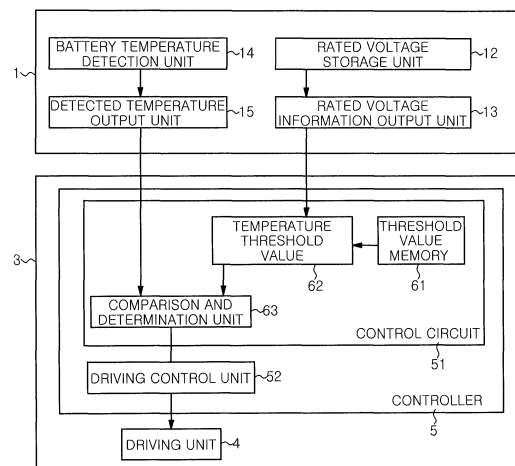 BATTERY TEMPERATURE
DETECTION UNIT
14
RATED VOLTAGE
STORAGE UNIT
12
1
DETECTED TEMPERATURE
OUTPUT UNIT
15
RATED VOLTAGE
INFORMATION OUTPUT UNIT
13
3
TEMPERATURE
THRESHOLD
VALUE
62
THRESHOLD
VALUE
MEMORY
61
COMPARISON AND
DETERMINATION UNIT
63
CONTROL CIRCUIT
51
DRIVING CONTROL UNIT
52
CONTROLLER
5
DRIVING UNIT
4